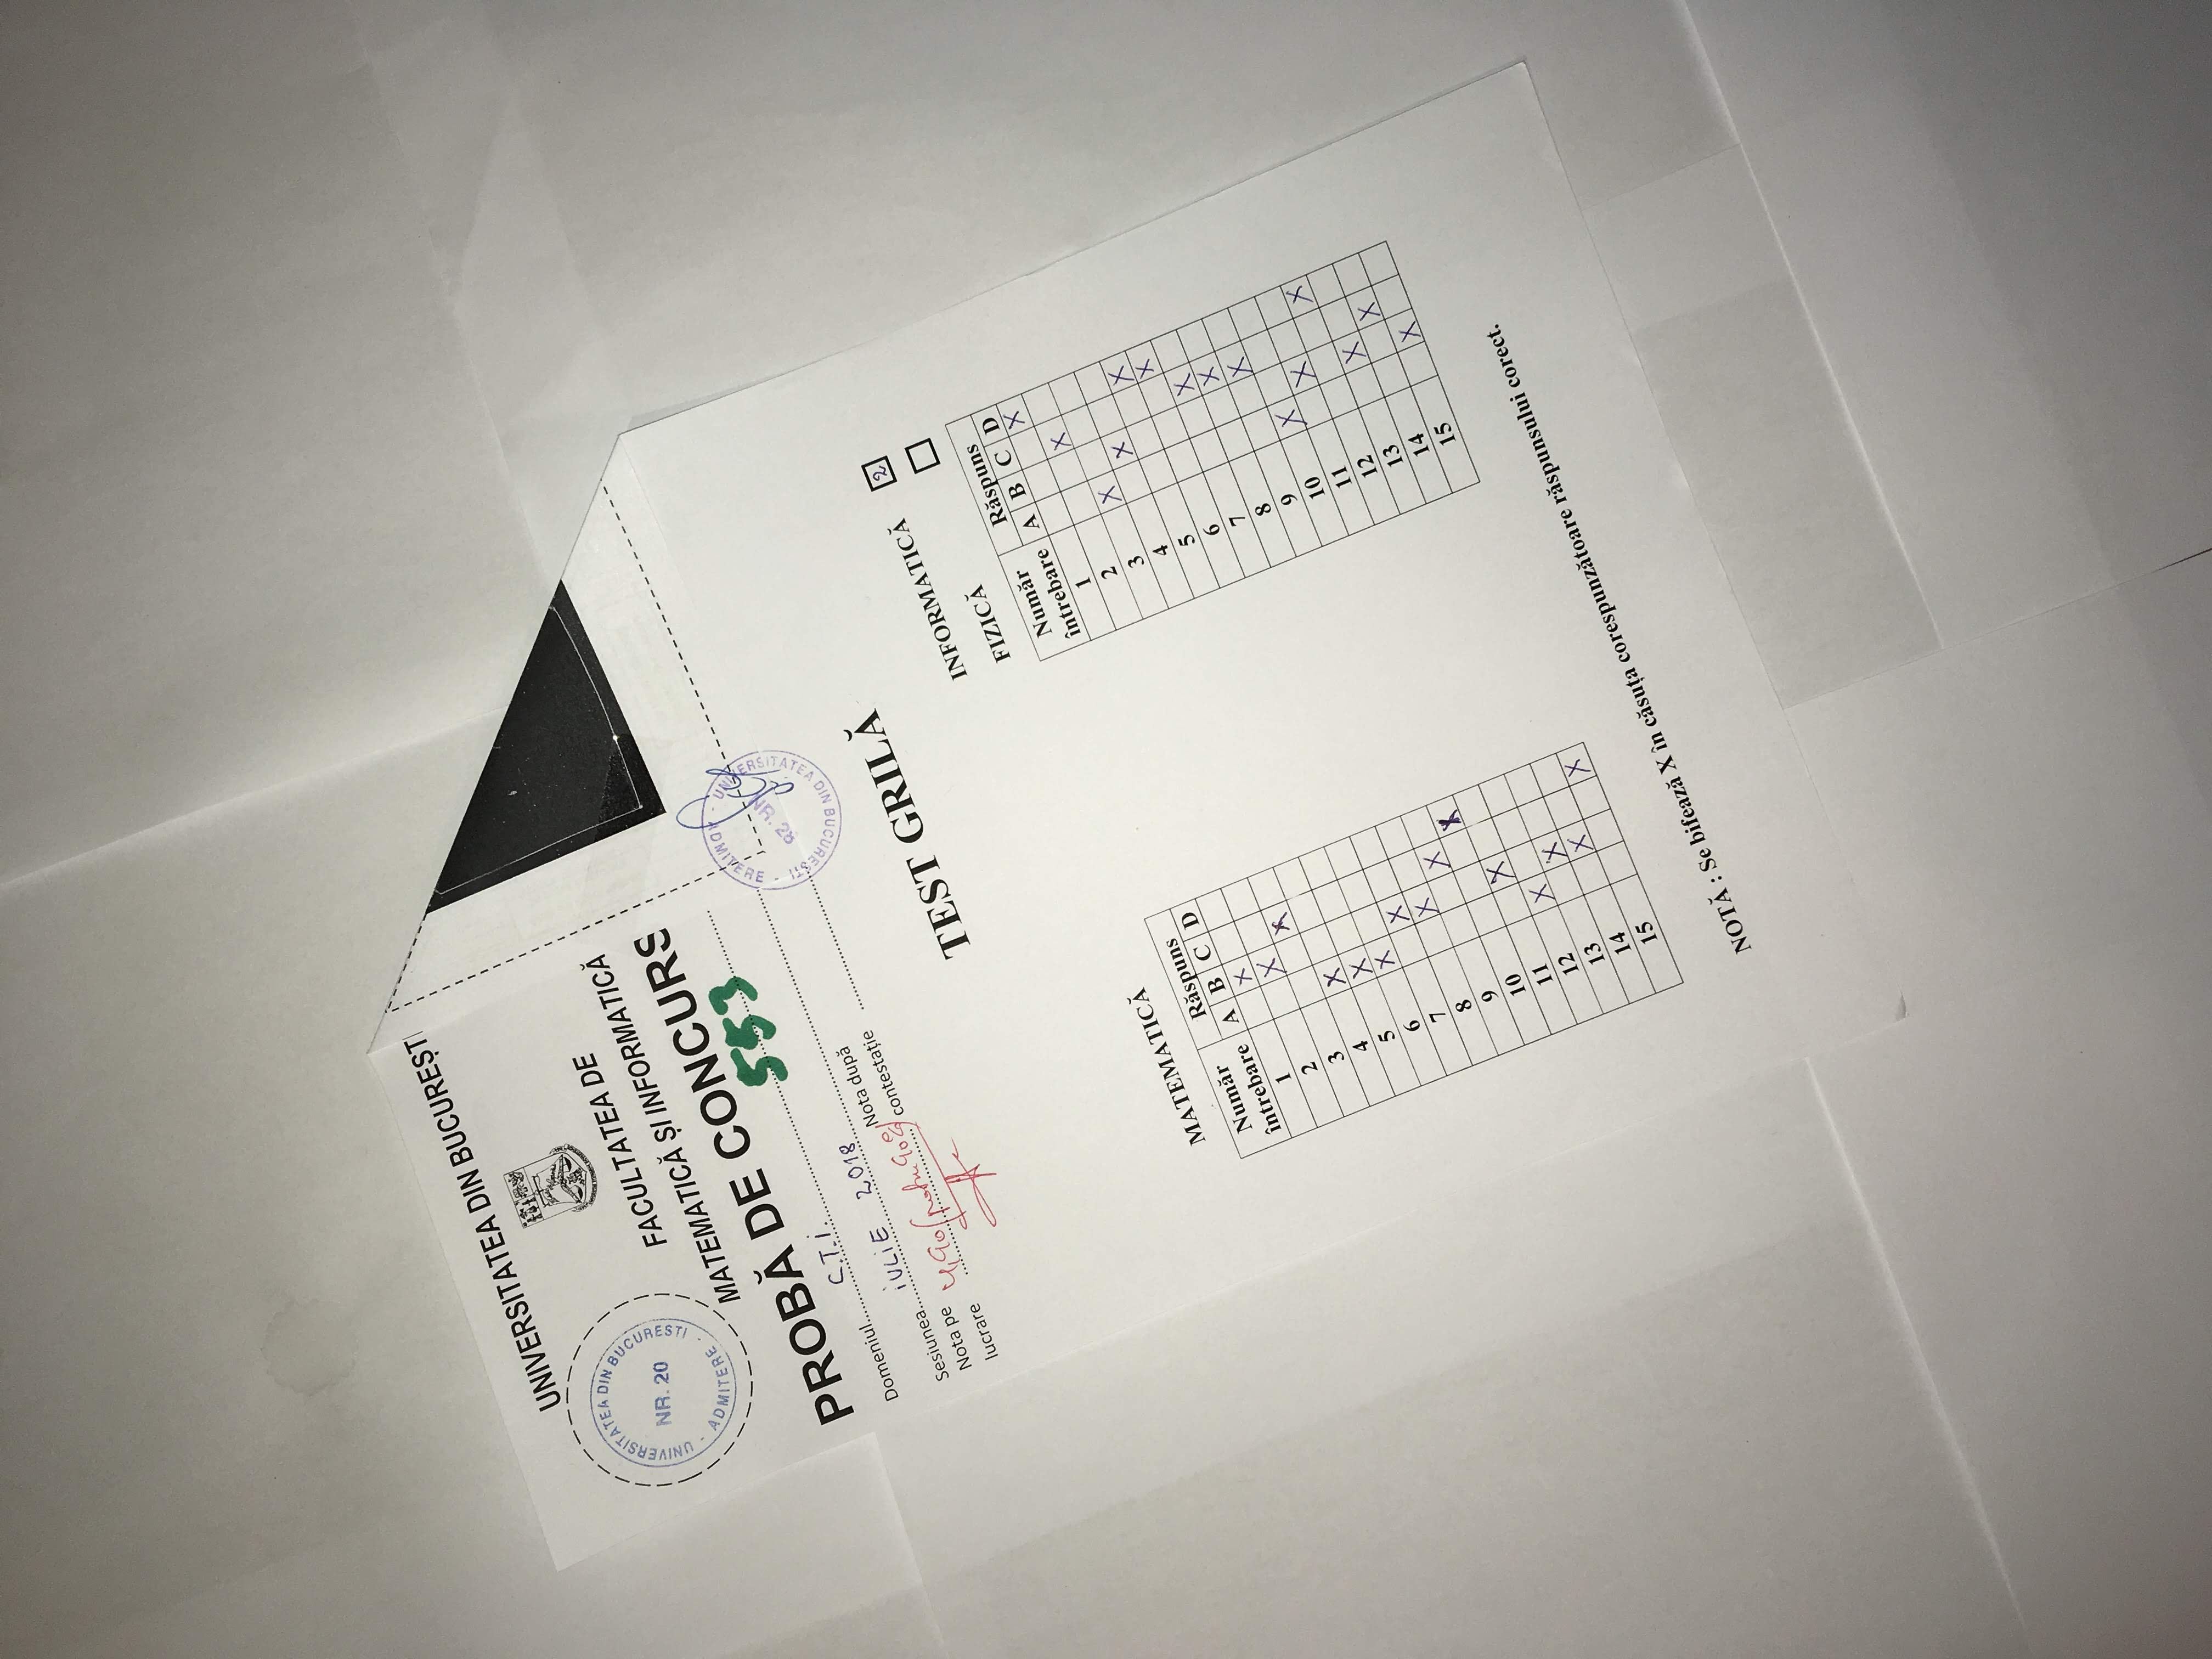 UNIVERSITATEA DIN BUCUREȘT
UNIVERSITATEA DIN BUCURESTI - ADMITERE -
NR. 20
FACULTATEA DE
MATEMATICĂ ȘI INFORMATICĂ
PROBĂ DE CONCURS
553
Domeniul C.T.I.
Sesiunea IULIE 2018
Nota pe lucrare 4,90 (patru 90%)
Nota după contestație
UNIVERSITATEA DIN BUCURESTI - ADMITERE -
NR. 28
TEST GRILĂ
MATEMATICĂ
Număr întrebare Răspuns
A B C D
1 X
2 X
3 X
4 X
5 X
6 X
7 X
8 X
9 X
10 X
11 X
12 X
13 X
14 X
15 X
INFORMATICĂ 2
FIZICĂ
Număr întrebare Răspuns
A B C D
1 X
2 X
3 X
4 X
5 X
6 X
7 X
8 X
9 X
10 X
11 X
12 X
13 X
14 X
15 X
NOTĂ : Se bifează X în căsuța corespunzătoare răspunsului corect.